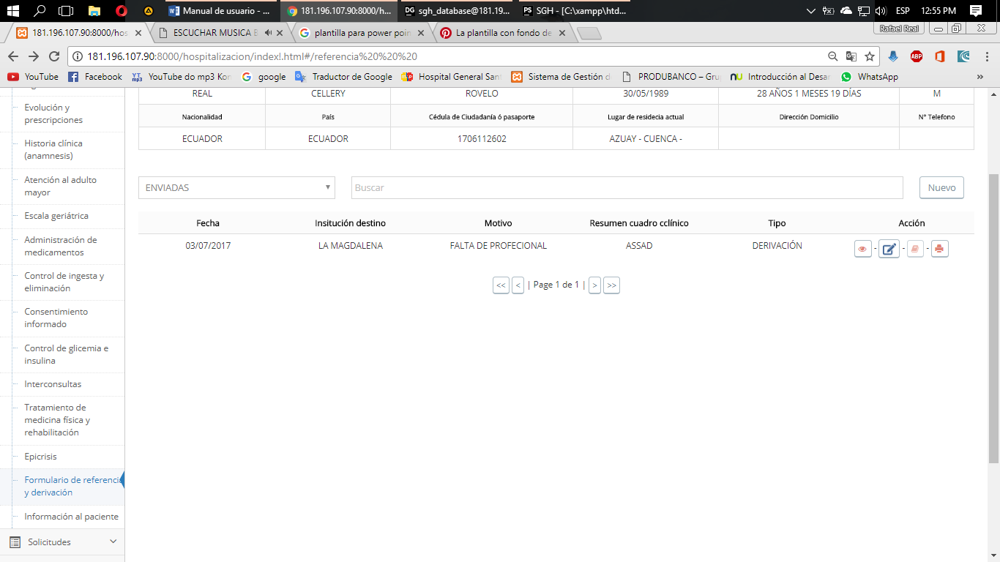 Manual de usuario - ...
181.196.107.90:8000/h...
sgh_database@181.19...
SGH - [C:\xampp\htd...
ESP
12:55 PM
181.196.107.90:8000/hos
ESCUCHAR MUSICA
plantilla para power poin
La plantilla con fondo de
Rafael Real
181.196.107.90:8000/hospitalizacion/index!.html#/referencia%20%20%20
YouTube
Facebook
YouTube do mp3 Kon
google
Traductor de Google
Hospital General San
Sistema de Gestión d
PRODUBANCO – Gru
Introducción al Desar
WhatsApp
»
REAL CELLERY ROVELO 30/05/1989 28 AÑOS 1 MESES 19 DÍAS M
Nacionalidad País Cédula de Ciudadanía ó pasaporte Lugar de residecia actual Dirección Domicilio N° Telefono
ECUADOR ECUADOR 1706112602 AZUAY - CUENCA -
ENVIADAS
Buscar
Nuevo
Fecha Insitución destino Motivo Resumen cuadro cclínico Tipo Acción
03/07/2017 LA MAGDALENA FALTA DE PROFECIONAL ASSAD DERIVACIÓN - - -
<< < | Page 1 de 1 | > >>
Evolución y
prescripciones
Historia clínica
(anamnesis)
Atención al adulto
mayor
Escala geriátrica
Administración de
medicamentos
Control de ingesta y
eliminación
Consentimiento
informado
Control de glicemia e
insulina
Interconsultas
Tratamiento de
medicina física y
rehabilitación
Epicrisis
Formulario de referencia
y derivación
Información al paciente
Solicitudes